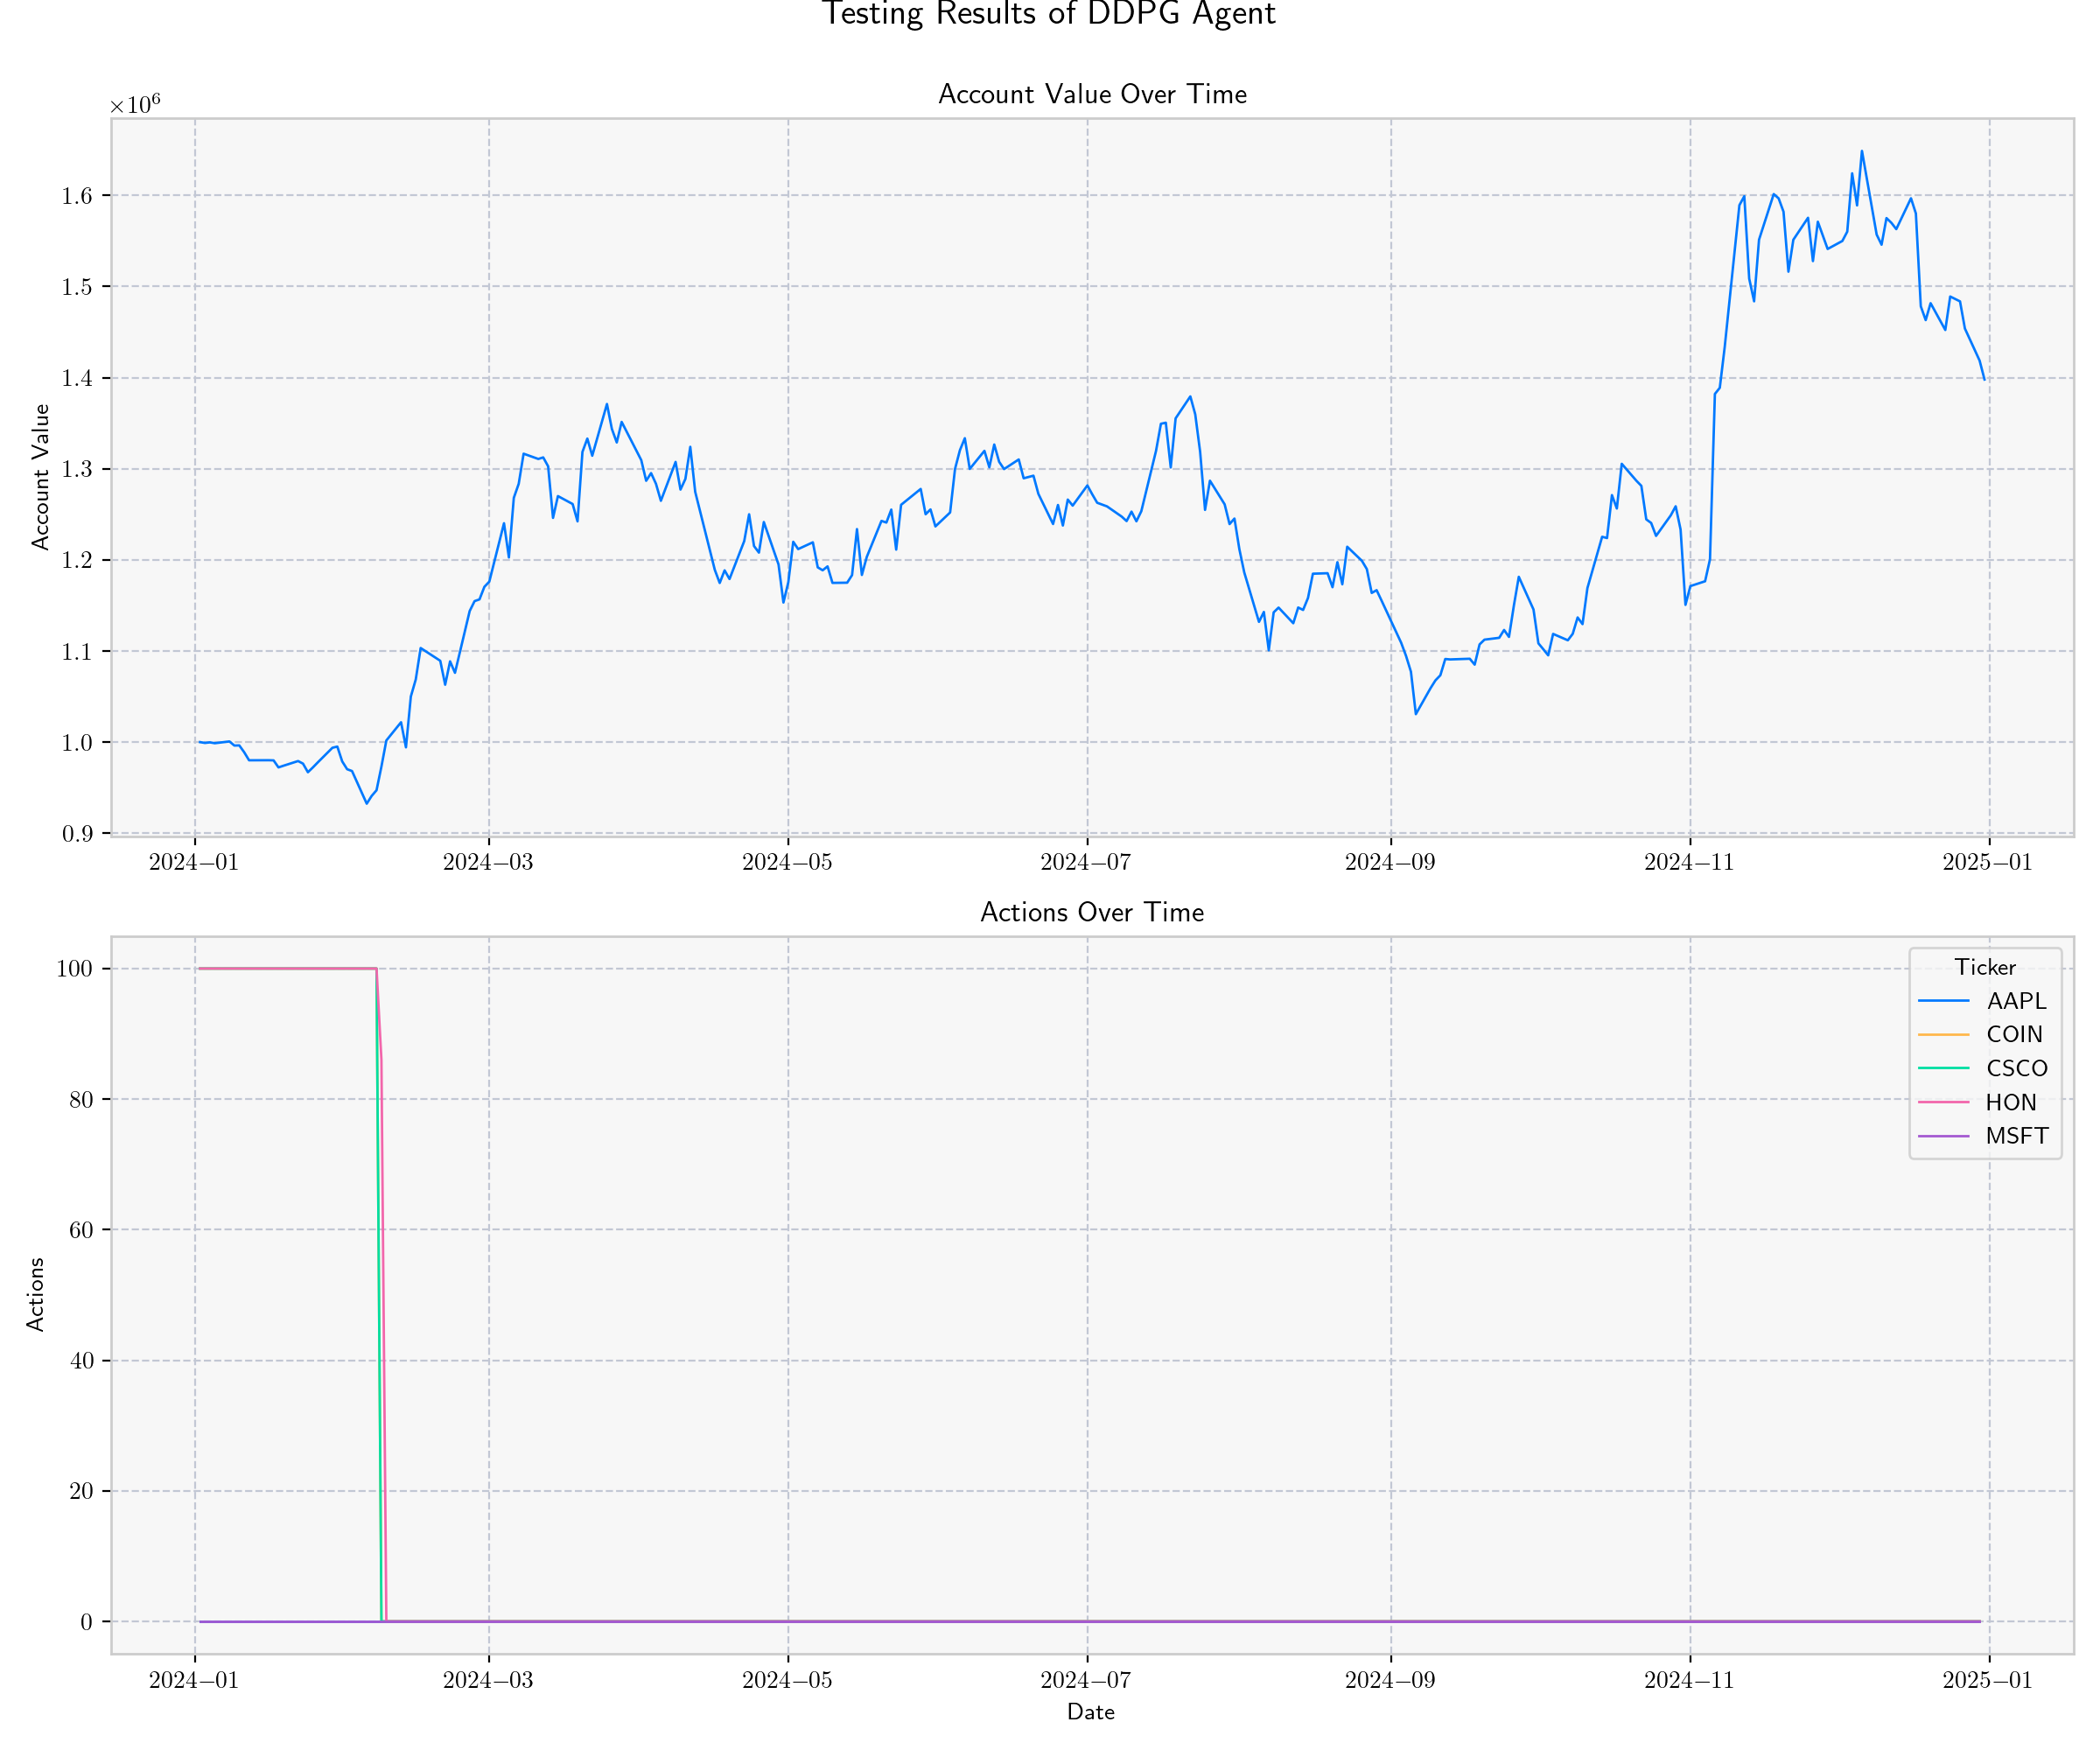 Testing Results of DDPG Agent
Account Value Over Time
×10⁶
Account Value
1.6
1.5
1.4
1.3
1.2
1.1
1.0
0.9
2024–01 2024–03 2024–05 2024–07 2024–09 2024–11 2025–01
Actions Over Time
Actions
100
80
60
40
20
0
Ticker
AAPL
COIN
CSCO
HON
MSFT
2024–01 2024–03 2024–05 2024–07 2024–09 2024–11 2025–01
Date